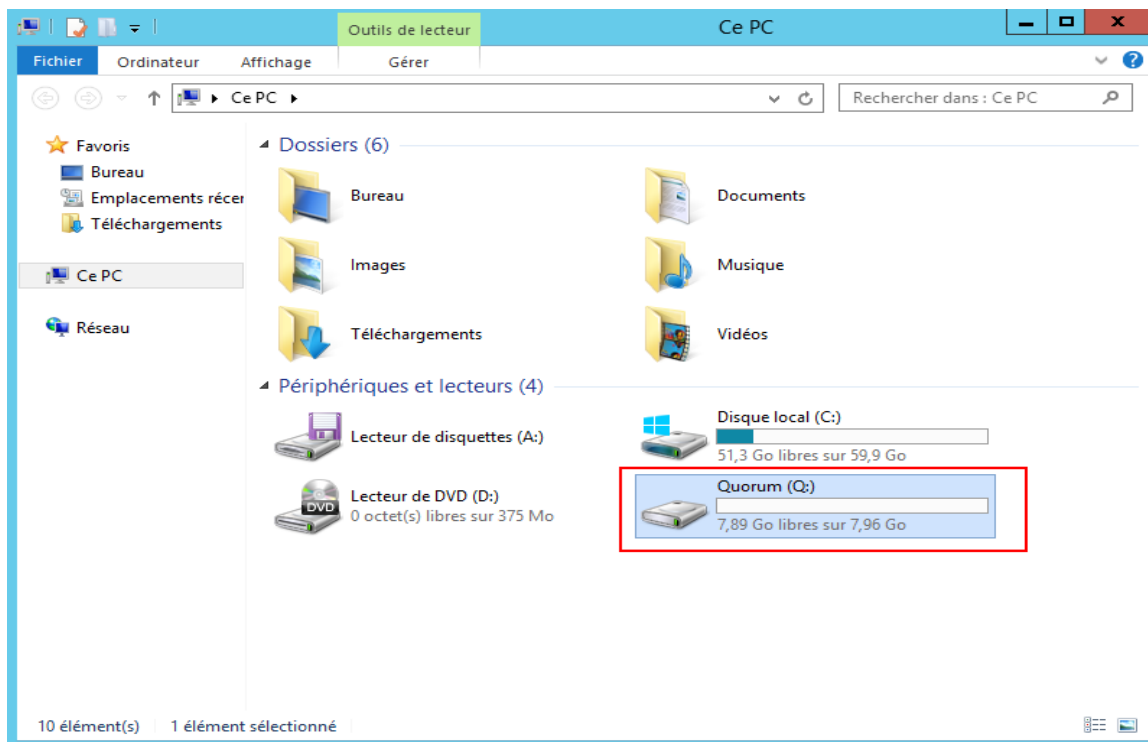 Outils de lecteur
Ce PC
Fichier
Ordinateur
Affichage
Gérer
Ce PC
Rechercher dans : Ce PC
Favoris
Bureau
Emplacements récer
Téléchargements
Ce PC
Réseau
Dossiers (6)
Bureau
Documents
Images
Musique
Téléchargements
Vidéos
Périphériques et lecteurs (4)
Lecteur de disquettes (A:)
Disque local (C:)
51,3 Go libres sur 59,9 Go
DVD
Lecteur de DVD (D:)
0 octet(s) libres sur 375 Mo
Quorum (Q:)
7,89 Go libres sur 7,96 Go
10 élément(s)
1 élément sélectionné